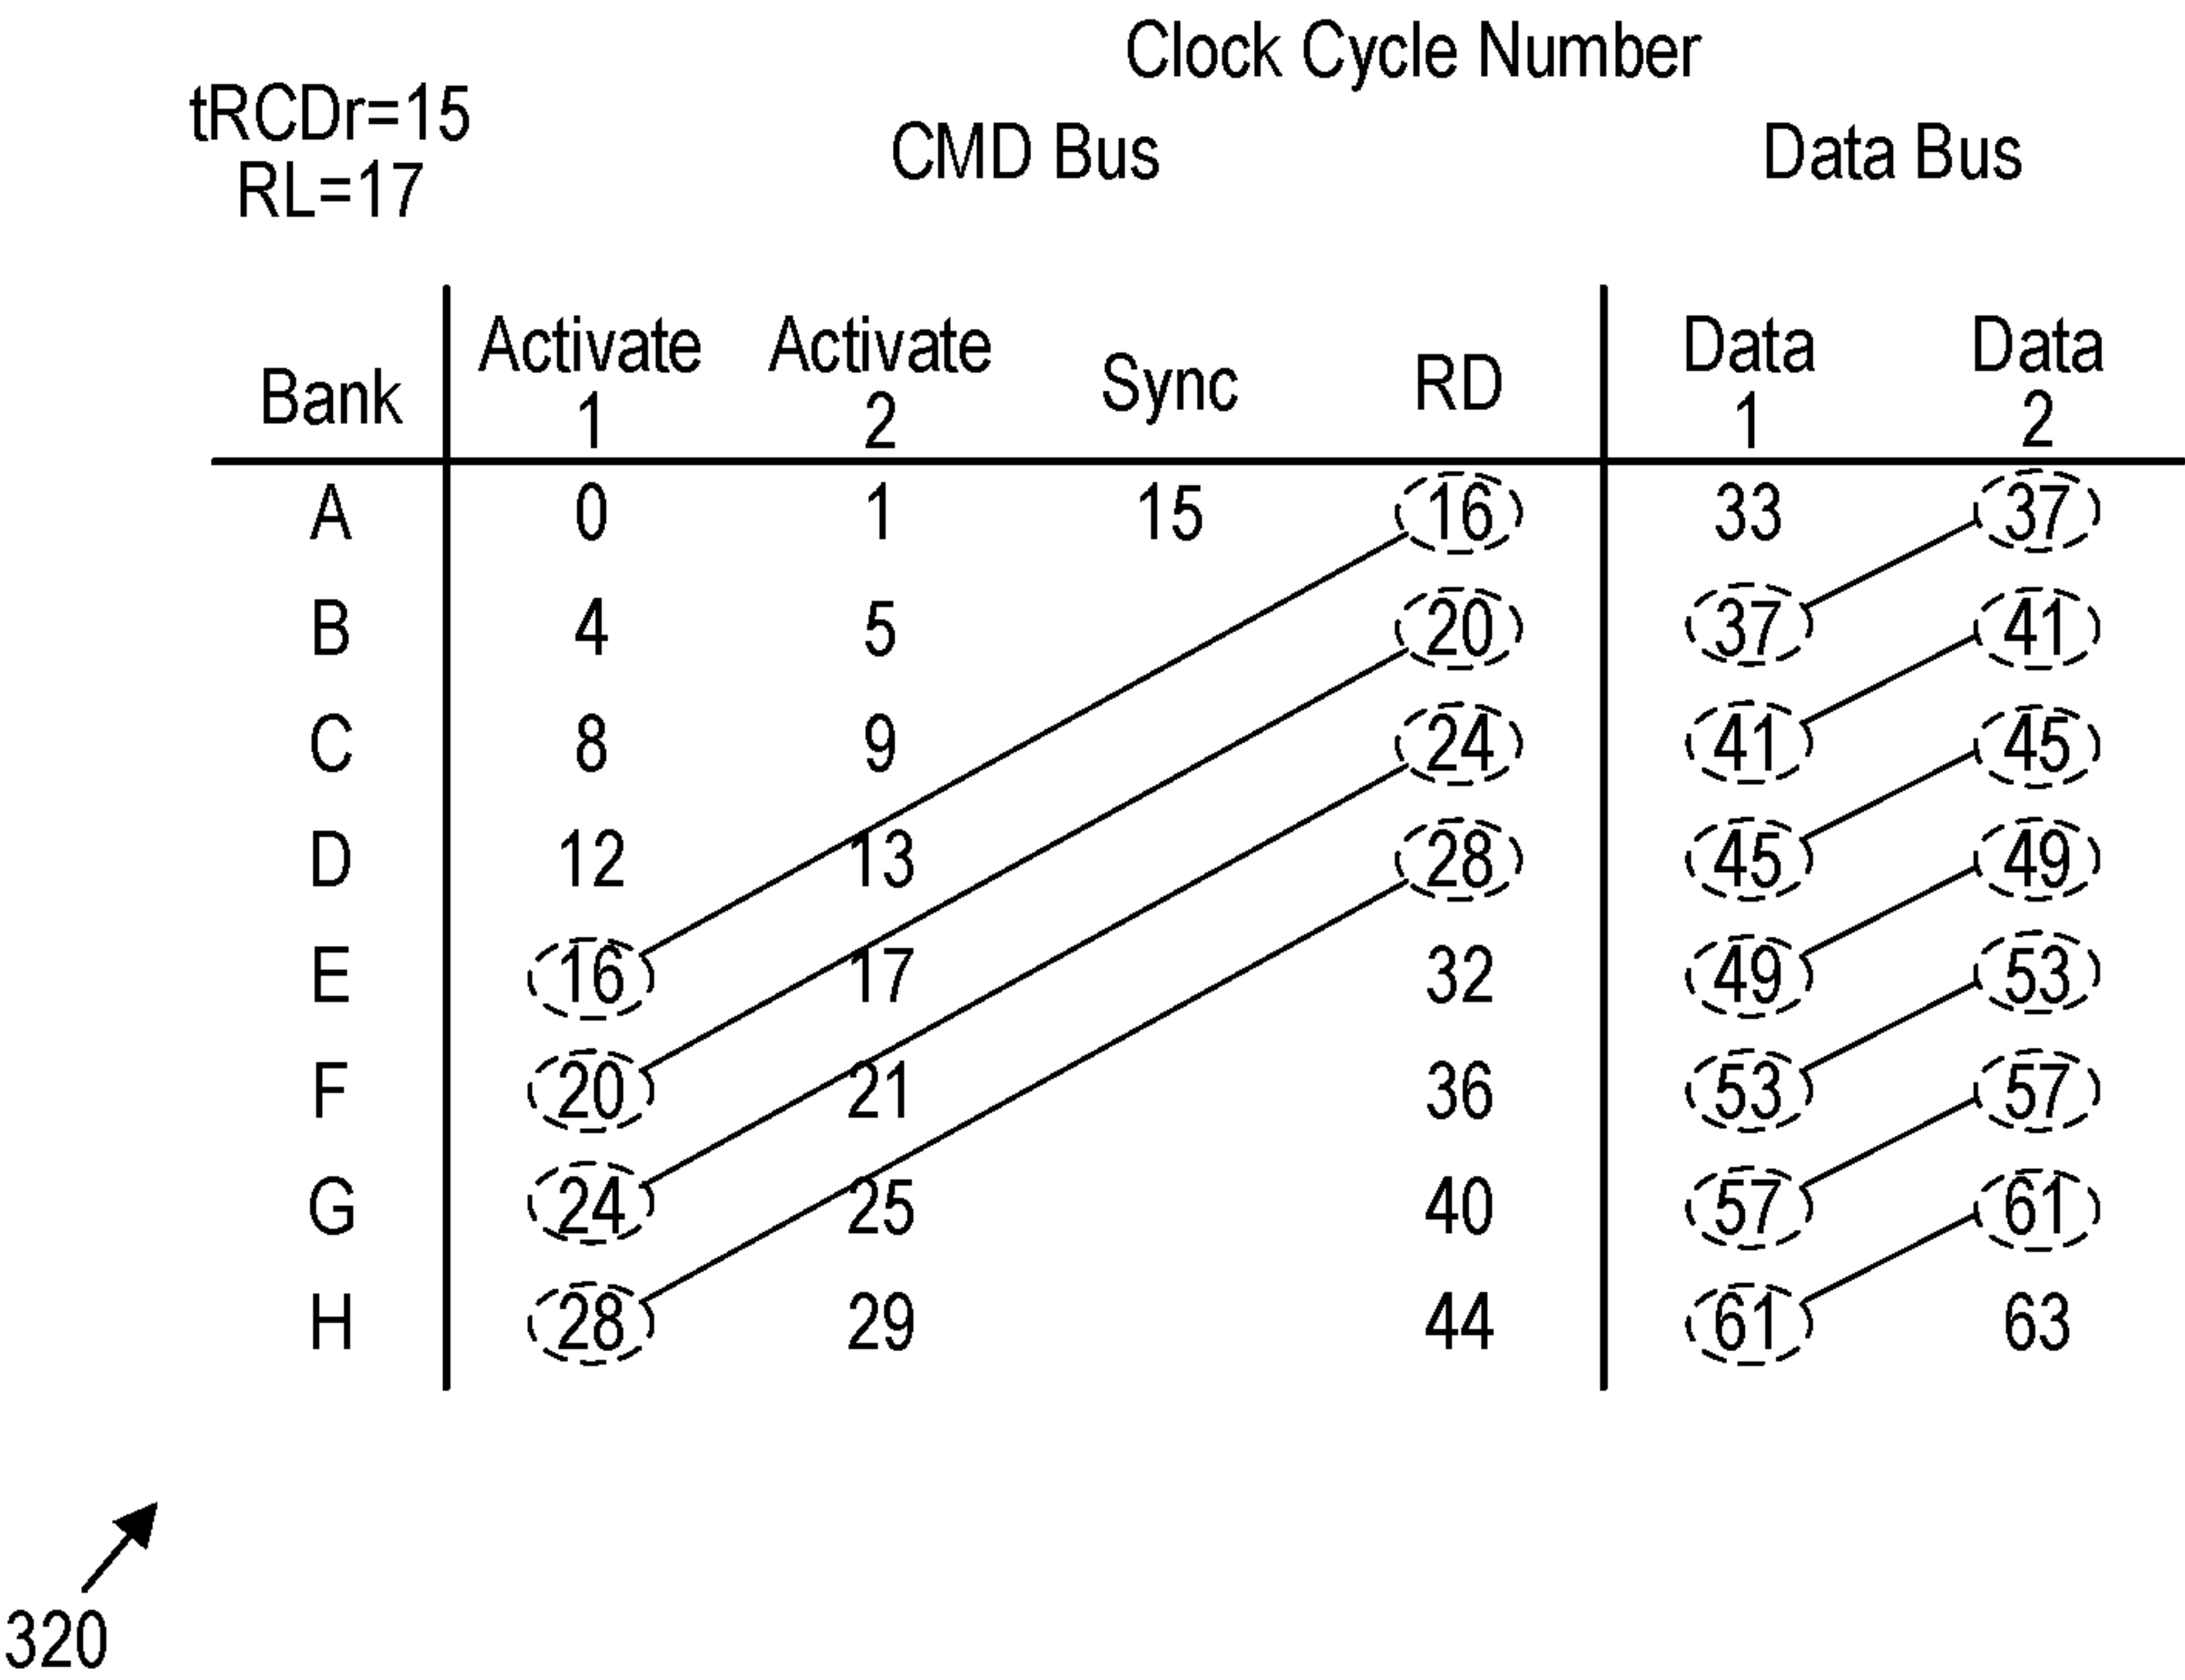 Clock Cycle Number
tRCDr=15
RL=17
CMD Bus Data Bus
Bank Activate 1 Activate 2 Sync RD Data 1 Data 2
A 0 1 15 16 33 37
B 4 5 20 37 41
C 8 9 24 41 45
D 12 13 28 45 49
E 16 17 32 49 53
F 20 21 36 53 57
G 24 25 40 57 61
H 28 29 44 61 63
320